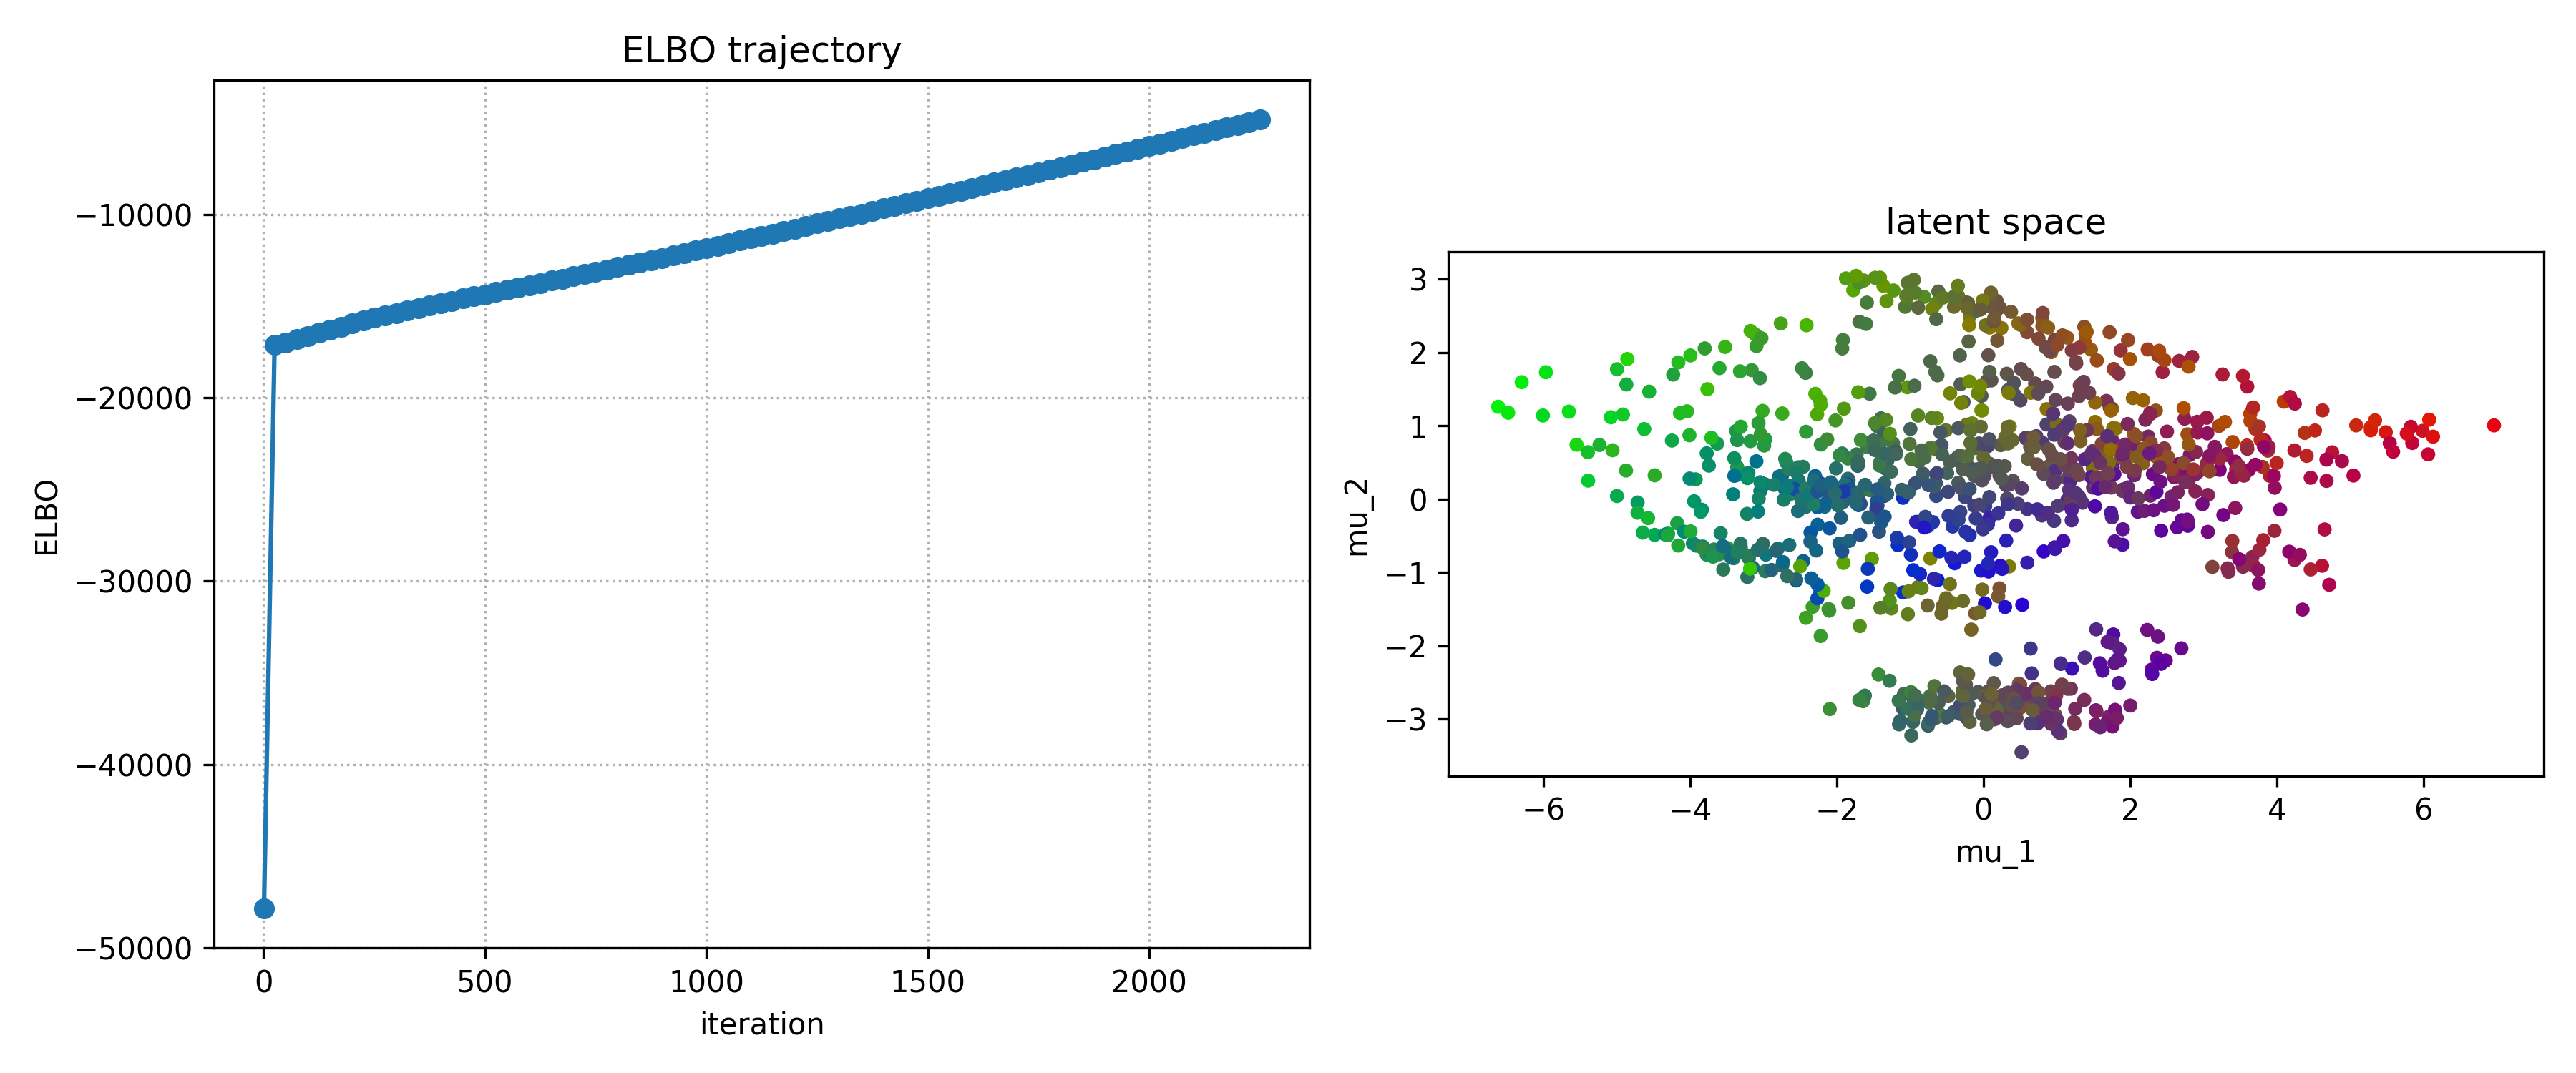 ELBO trajectory
ELBO
−10000
−20000
−30000
−40000
−50000
0 500 1000 1500 2000
iteration
latent space
mu_2
3
2
1
0
−1
−2
−3
−6 −4 −2 0 2 4 6
mu_1